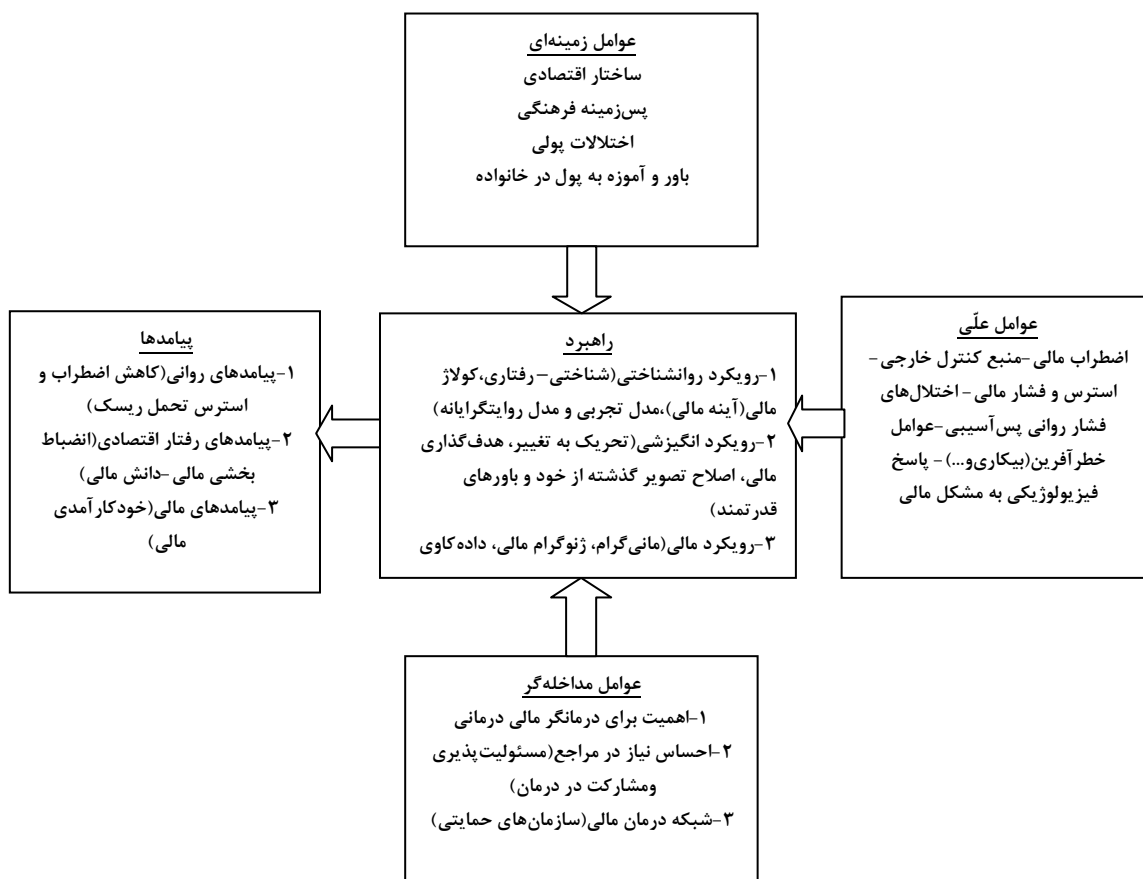 عوامل زمینه‌ای
ساختار اقتصادی
پس‌زمینه فرهنگی
اختلالات پولی
باور و آموزه به پول در خانواده
عوامل علّی
اضطراب مالی-منبع کنترل خارجی-
استرس و فشار مالی- اختلال‌های
فشار روانی پس‌آسیبی-عوامل
خطرآفرین(بیکاری‌و...)- پاسخ
فیزیولوژیکی به مشکل مالی
راهبرد
۱-رویکرد روانشناختی(شناختی– رفتاری،کولاژ
مالی(آینه مالی)،مدل تجربی و مدل روایتگرایانه)
۲-رویکرد انگیزشی(تحریک به تغییر، هدف‌گذاری
مالی، اصلاح تصویر گذشته از خود و باورهای
قدرتمند)
۳-رویکرد مالی(مانی‌گرام، ژنوگرام مالی، داده‌کاوی
پیامدها
۱-پیامدهای روانی(کاهش اضطراب و
استرس تحمل ریسک)
۲-پیامدهای رفتار اقتصادی(انضباط
بخشی مالی-دانش مالی)
۳-پیامدهای مالی(خودکارآمدی
مالی)
عوامل مداخله‌گر
۱-اهمیت برای درمانگر مالی درمانی
۲-احساس نیاز در مراجع(مسئولیت‌پذیری
ومشارکت در درمان)
۳-شبکه درمان مالی(سازمان‌های حمایتی)